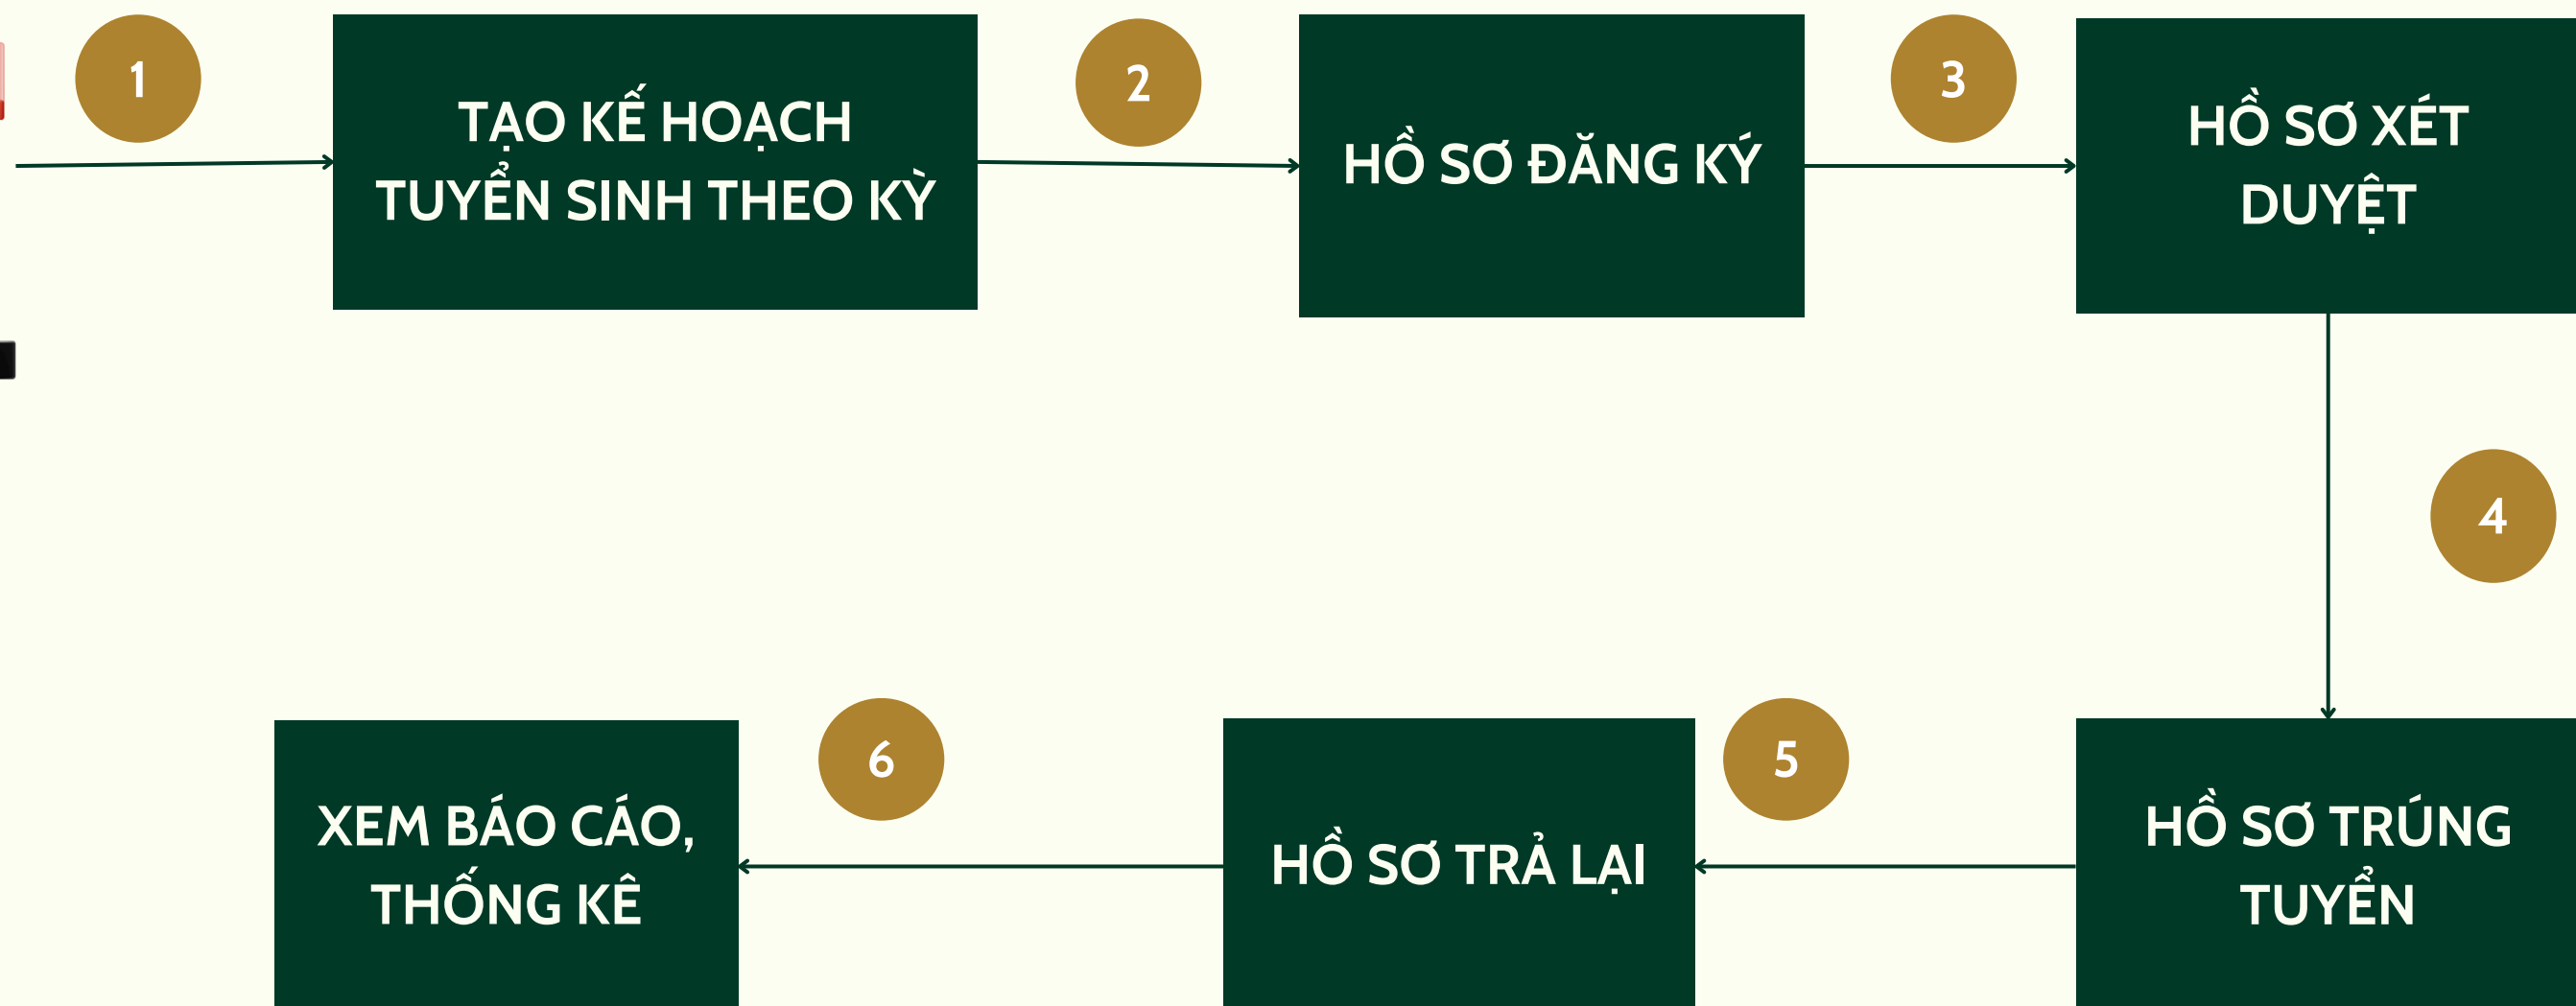 1
TẠO KẾ HOẠCH
TUYỂN SINH THEO KỲ
2
HỒ SƠ ĐĂNG KÝ
3
HỒ SƠ XÉT
DUYỆT
4
HỒ SƠ TRÚNG
TUYỂN
5
HỒ SƠ TRẢ LẠI
6
XEM BÁO CÁO,
THỐNG KÊ